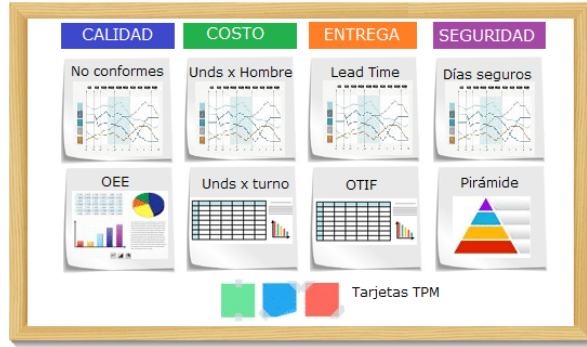 CALIDAD
COSTO
ENTREGA
SEGURIDAD
No conformes
Unds x Hombre
Lead Time
Días seguros
OEE
Unds x turno
OTIF
Pirámide
Tarjetas TPM